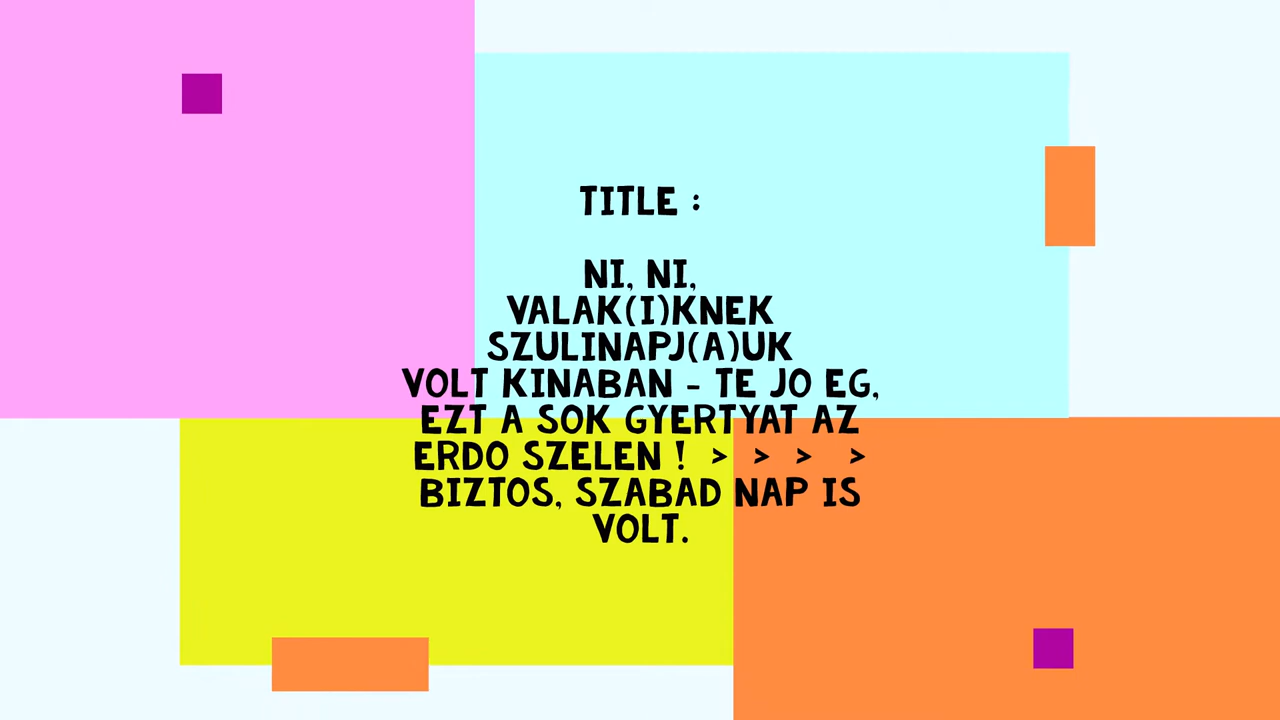 TITLE :
NI, NI,
VALAK(I)KNEK
SZULINAPJ(A)UK
VOLT KINABAN - TE JO EG,
EZT A SOK GYERTYAT AZ
ERDO SZELEN ! > > > >
BIZTOS, SZABAD NAP IS
VOLT.